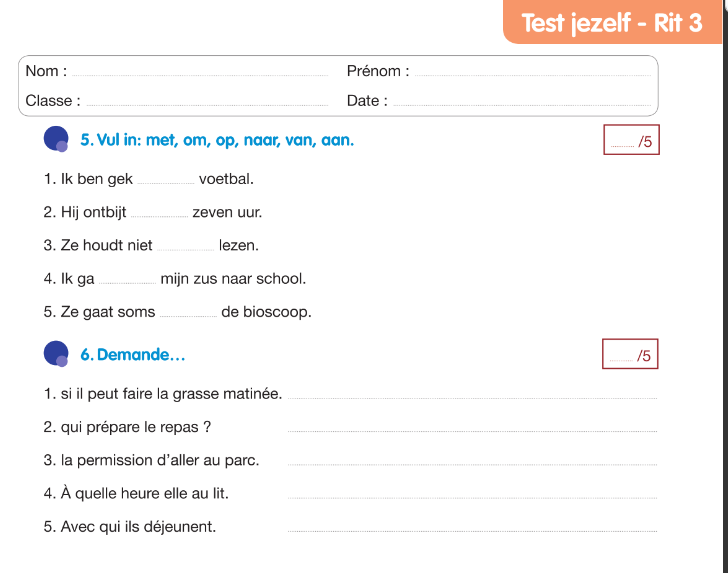 Test jezelf - Rit 3
Nom : Prénom :
Classe : Date :
5. Vul in: met, om, op, naar, van, aan. /5
1. Ik ben gek voetbal.
2. Hij ontbijt zeven uur.
3. Ze houdt niet lezen.
4. Ik ga mijn zus naar school.
5. Ze gaat soms de bioscoop.
6. Demande... /5
1. si il peut faire la grasse matinée.
2. qui prépare le repas ?
3. la permission d'aller au parc.
4. À quelle heure elle au lit.
5. Avec qui ils déjeunent.